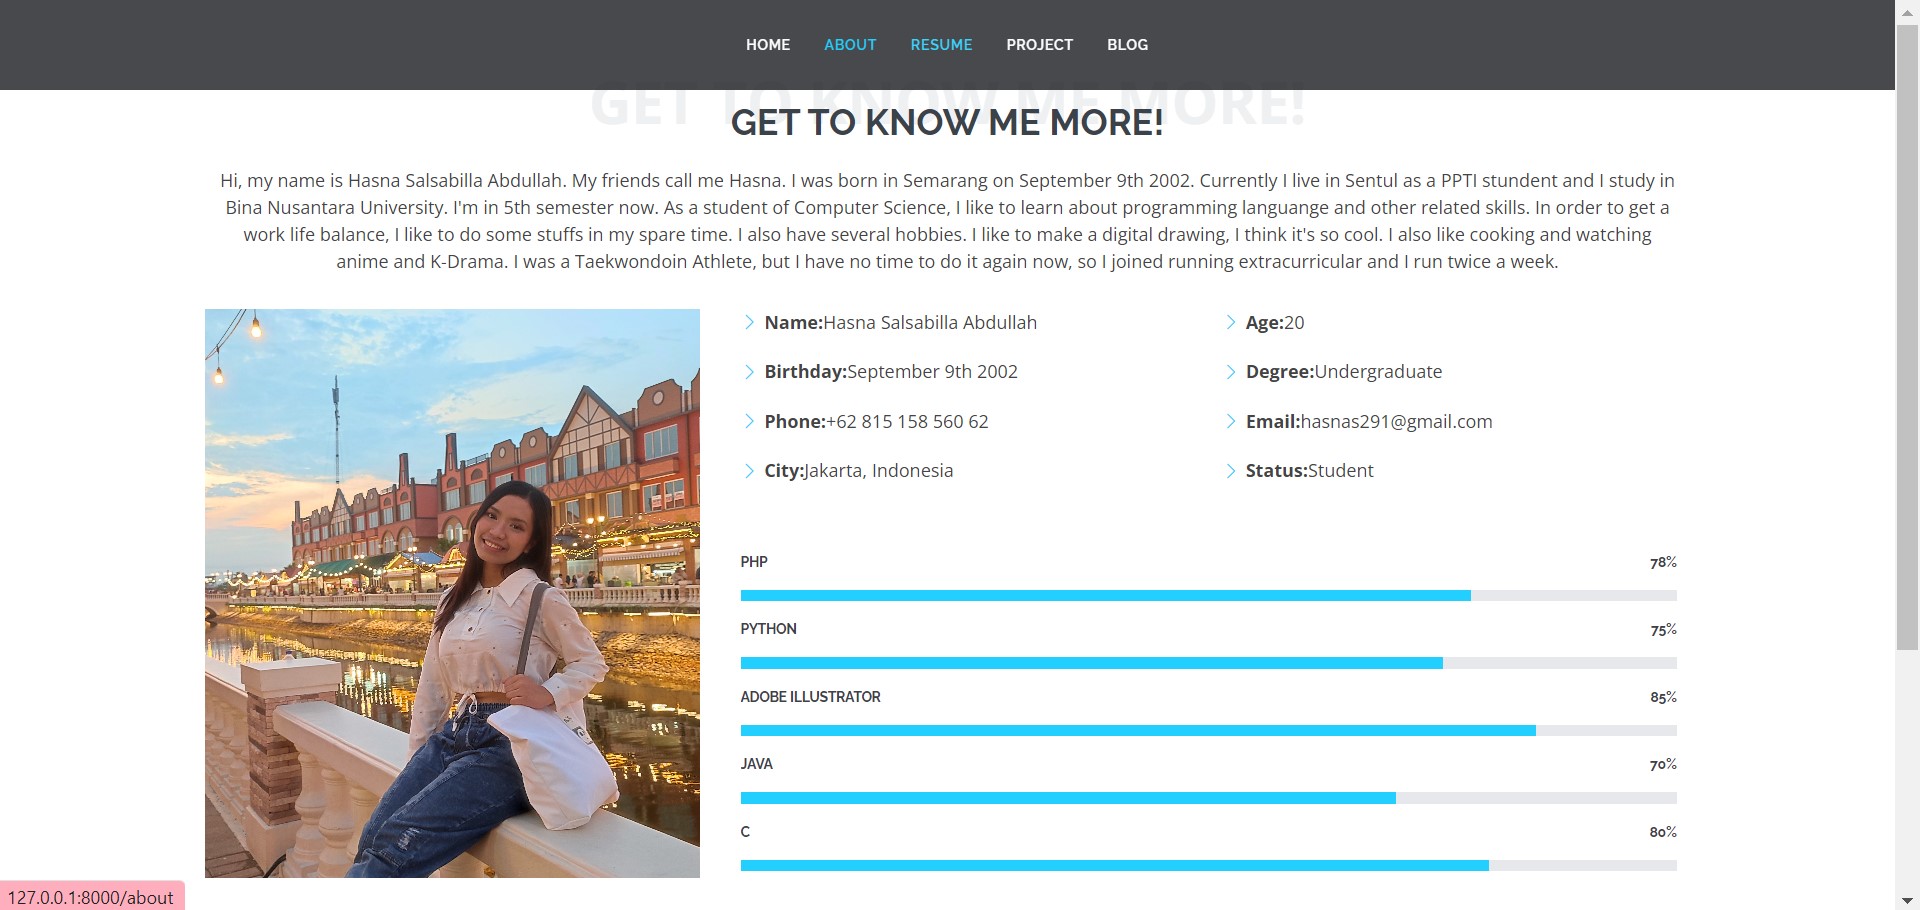 HOME ABOUT RESUME PROJECT BLOG
GET TO KNOW ME MORE!
GET TO KNOW ME MORE!
Hi, my name is Hasna Salsabilla Abdullah. My friends call me Hasna. I was born in Semarang on September 9th 2002. Currently I live in Sentul as a PPTI stundent and I study in
Bina Nusantara University. I'm in 5th semester now. As a student of Computer Science, I like to learn about programming languange and other related skills. In order to get a
work life balance, I like to do some stuffs in my spare time. I also have several hobbies. I like to make a digital drawing, I think it's so cool. I also like cooking and watching
anime and K-Drama. I was a Taekwondoin Athlete, but I have no time to do it again now, so I joined running extracurricular and I run twice a week.
Name:Hasna Salsabilla Abdullah
Birthday:September 9th 2002
Phone:+62 815 158 560 62
City:Jakarta, Indonesia
Age:20
Degree:Undergraduate
Email:hasnas291@gmail.com
Status:Student
PHP 78%
PYTHON 75%
ADOBE ILLUSTRATOR 85%
JAVA 70%
C 80%
127.0.0.1:8000/about